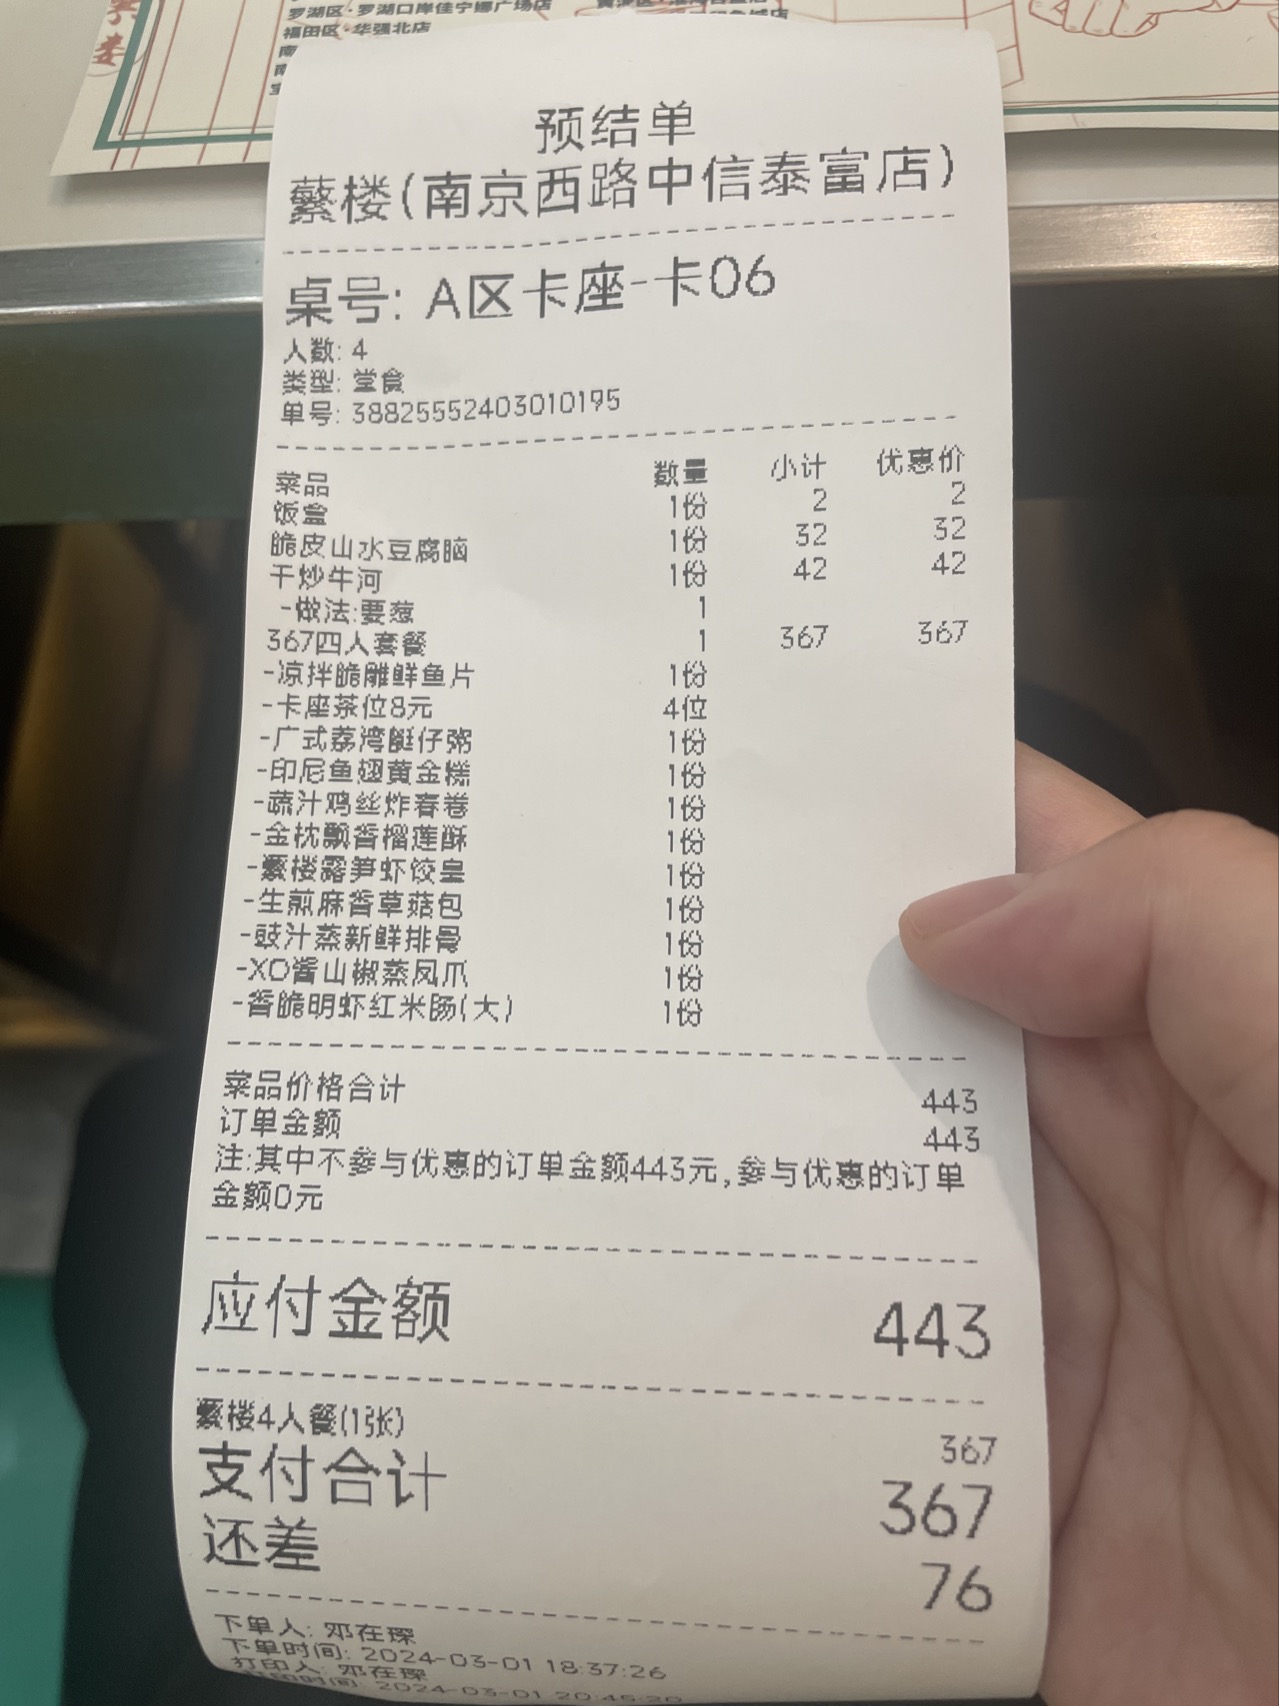 罗湖区·罗湖口岸佳宁娜广场店
福田区·华强北店
预结单
蘩楼(南京西路中信泰富店)
桌号: A区卡座-卡06
人数: 4
类型: 堂食
单号: 38825552403010195
菜品 数量 小计 优惠价
饭盒 1份 2 2
脆皮山水豆腐脑 1份 32 32
干炒牛河 1份 42 42
-做法:要葱 1
367四人套餐 1 367 367
-凉拌脆雕鲜鱼片 1份
-卡座茶位8元 4位
-广式荔湾艇仔粥 1份
-印尼鱼翅黄金糕 1份
-蔬汁鸡丝炸春卷 1份
-金枕飘香榴莲酥 1份
-蘩楼露笋虾饺皇 1份
-生煎麻香草菇包 1份
-豉汁蒸新鲜排骨 1份
-XO酱山椒蒸凤爪 1份
-香脆明虾红米肠(大) 1份
菜品价格合计 443
订单金额 443
注:其中不参与优惠的订单金额443元,参与优惠的订单
金额0元
应付金额 443
蘩楼4人餐(1张) 367
支付合计 367
还差 76
下单人: 邓在琛
下单时间: 2024-03-01 18:37:26
打印人: 邓在琛
2024-03-01 20:46:20